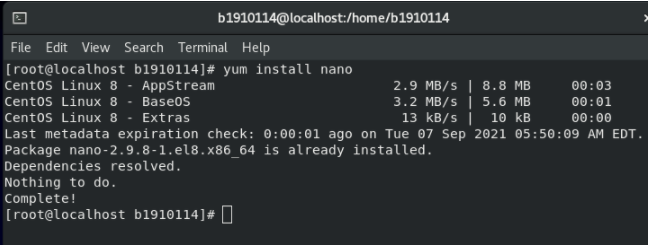 b1910114@localhost:/home/b1910114
File Edit View Search Terminal Help
[root@localhost b1910114]# yum install nano
CentOS Linux 8 - AppStream 2.9 MB/s | 8.8 MB 00:03
CentOS Linux 8 - BaseOS 3.2 MB/s | 5.6 MB 00:01
CentOS Linux 8 - Extras 13 kB/s | 10 kB 00:00
Last metadata expiration check: 0:00:01 ago on Tue 07 Sep 2021 05:50:09 AM EDT.
Package nano-2.9.8-1.el8.x86_64 is already installed.
Dependencies resolved.
Nothing to do.
Complete!
[root@localhost b1910114]#